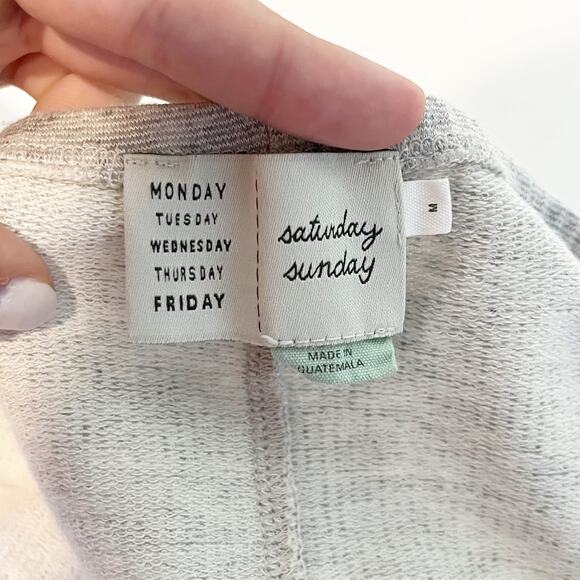 MONDAY
TUESDAY
WEDNESDAY
THURSDAY
FRIDAY
saturday
sunday
M
MADE IN
GUATEMALA